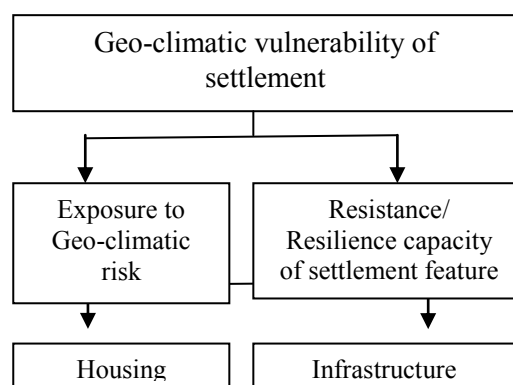 Geo-climatic vulnerability of
settlement
Exposure to
Geo-climatic
risk
Resistance/
Resilience capacity
of settlement feature
Housing
Infrastructure